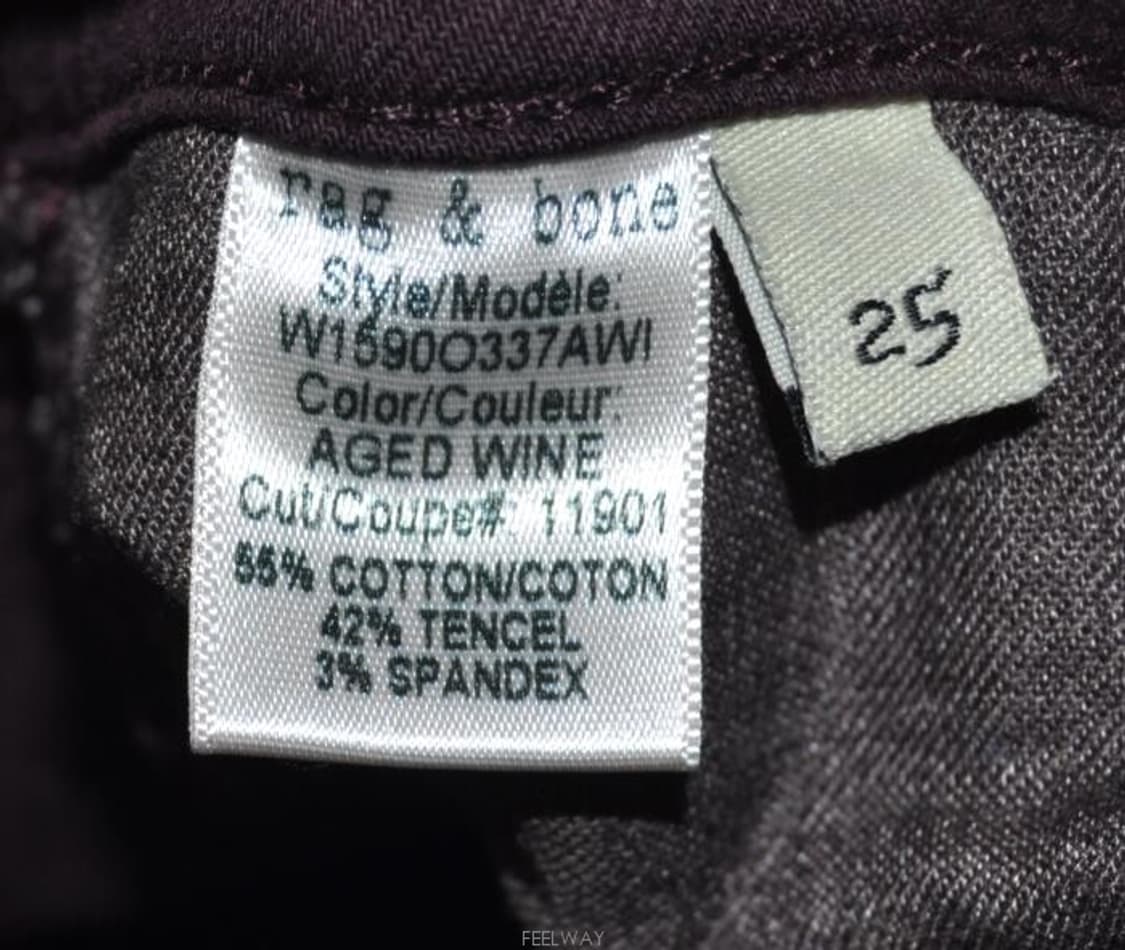 rag & bone
Style/Modèle:
W1590O337AWI
Color/Couleur:
AGED WINE
Cut/Coupe#: 11901
55% COTTON/COTON
42% TENCEL
3% SPANDEX
25
FEELWAY